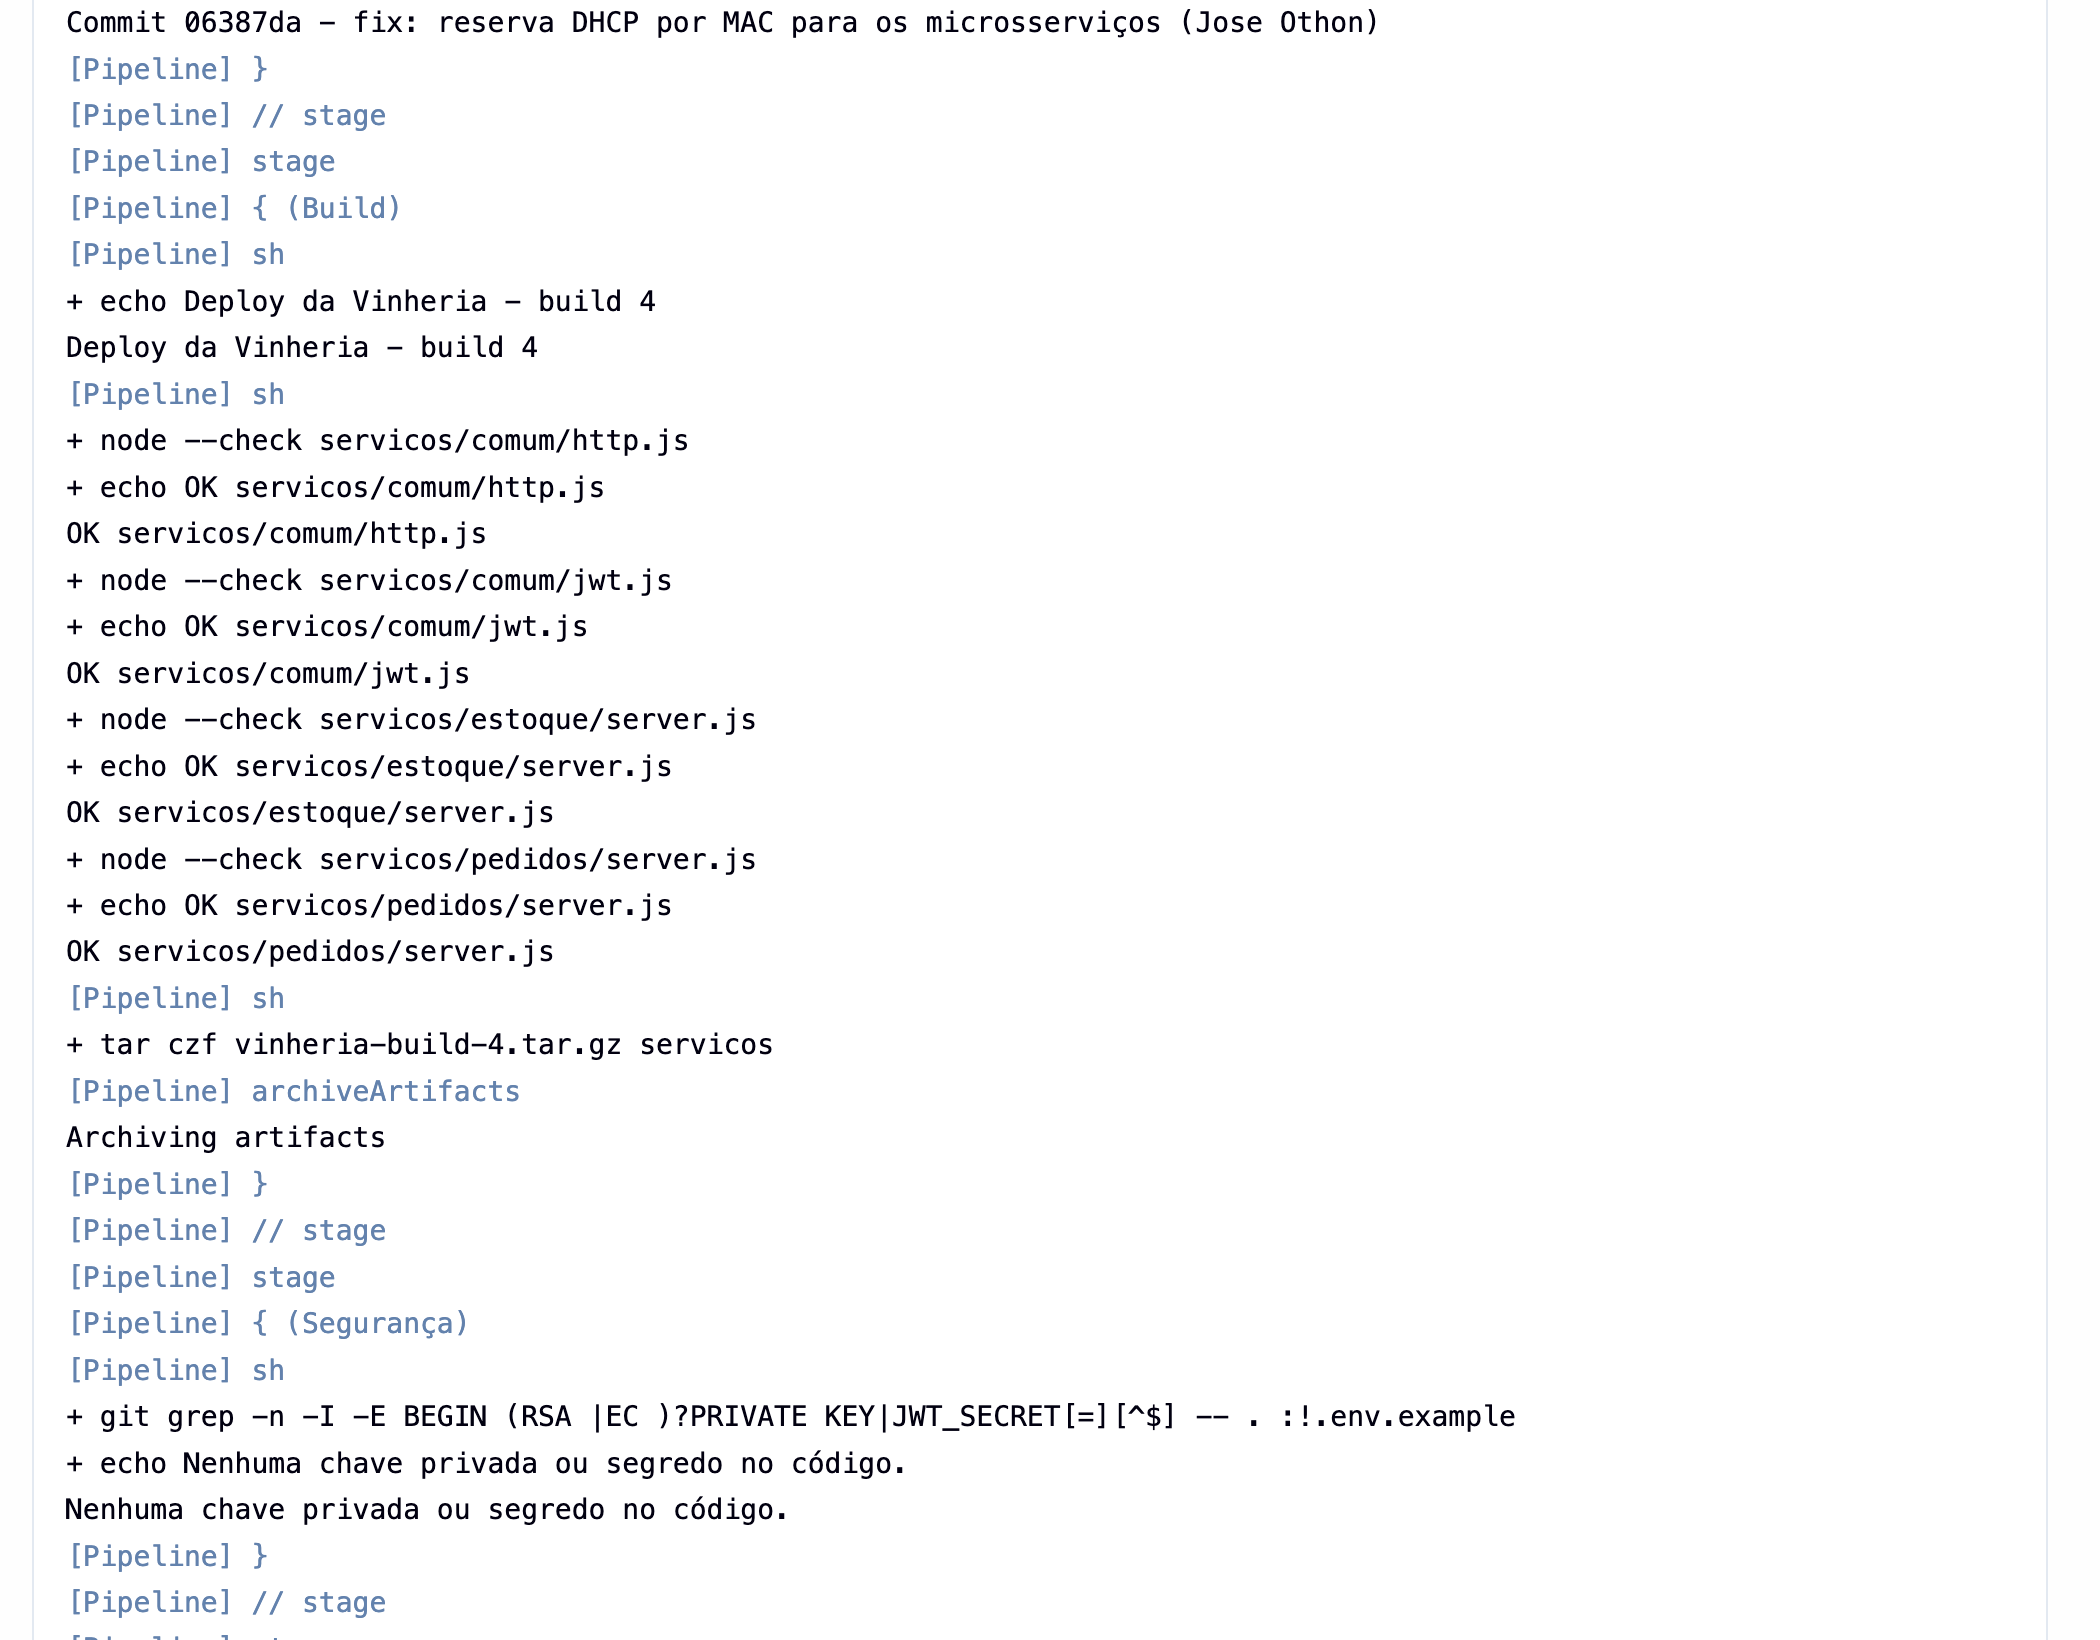 Commit 06387da – fix: reserva DHCP por MAC para os microsserviços (Jose Othon)
[Pipeline] }
[Pipeline] // stage
[Pipeline] stage
[Pipeline] { (Build)
[Pipeline] sh
+ echo Deploy da Vinheria – build 4
Deploy da Vinheria – build 4
[Pipeline] sh
+ node --check servicos/comum/http.js
+ echo OK servicos/comum/http.js
OK servicos/comum/http.js
+ node --check servicos/comum/jwt.js
+ echo OK servicos/comum/jwt.js
OK servicos/comum/jwt.js
+ node --check servicos/estoque/server.js
+ echo OK servicos/estoque/server.js
OK servicos/estoque/server.js
+ node --check servicos/pedidos/server.js
+ echo OK servicos/pedidos/server.js
OK servicos/pedidos/server.js
[Pipeline] sh
+ tar czf vinheria-build-4.tar.gz servicos
[Pipeline] archiveArtifacts
Archiving artifacts
[Pipeline] }
[Pipeline] // stage
[Pipeline] stage
[Pipeline] { (Segurança)
[Pipeline] sh
+ git grep -n -I -E BEGIN (RSA |EC )?PRIVATE KEY|JWT_SECRET[=][^$] -- . :!.env.example
+ echo Nenhuma chave privada ou segredo no código.
Nenhuma chave privada ou segredo no código.
[Pipeline] }
[Pipeline] // stage